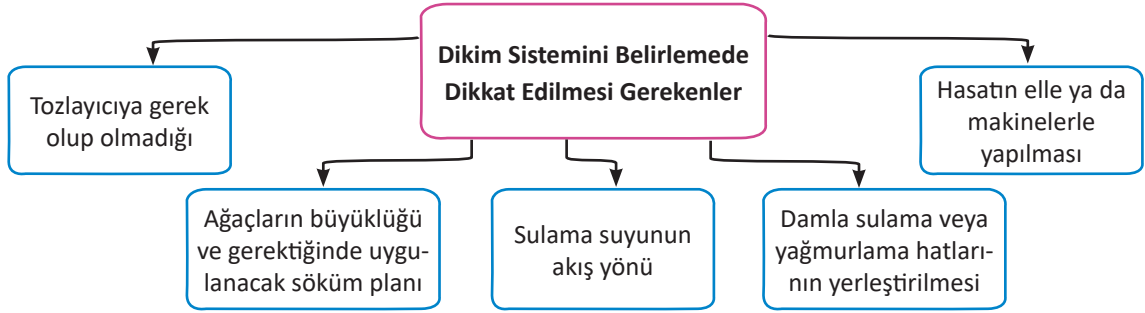 Dikim Sistemini Belirlemede
Dikkat Edilmesi Gerekenler
Tozlayıcıya gerek
olup olmadığı
Ağaçların büyüklüğü
ve gerektiğinde uygu-
lanacak söküm planı
Sulama suyunun
akış yönü
Damla sulama veya
yağmurlama hatları-
nın yerleştirilmesi
Hasatın elle ya da
makinelerle
yapılması